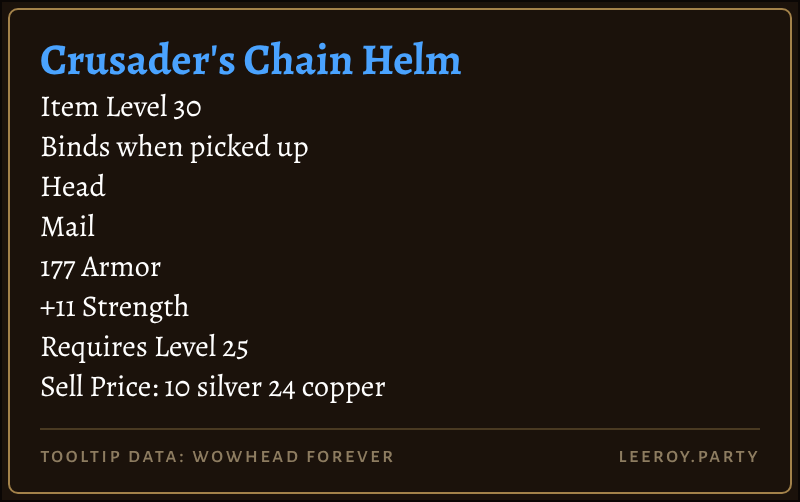 Crusader's Chain Helm
Item Level 30
Binds when picked up
Head
Mail
177 Armor
+11 Strength
Requires Level 25
Sell Price: 10 silver 24 copper
TOOLTIP DATA: WOWHEAD FOREVER
LEEROY.PARTY